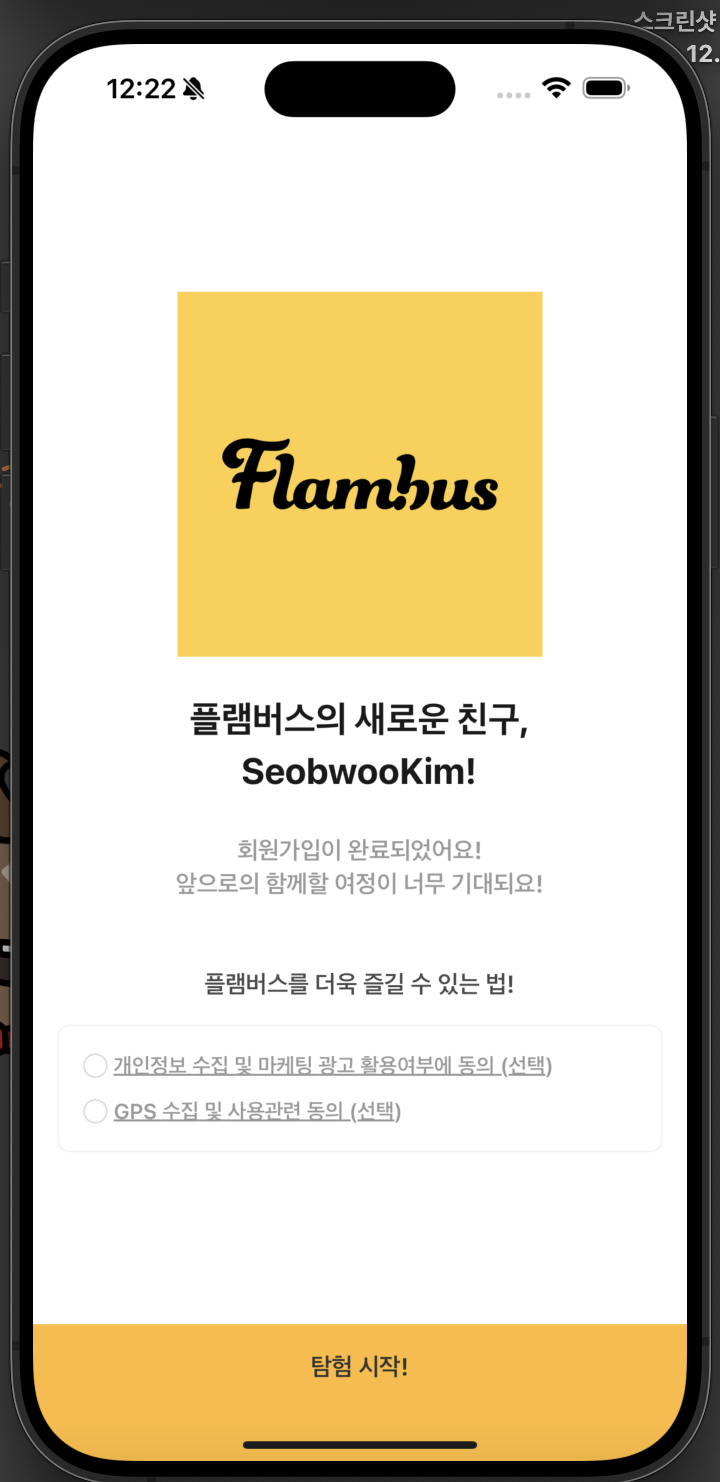 스크린샷
12.
12:22
Flambus
플램버스의 새로운 친구,
SeobwooKim!
회원가입이 완료되었어요!
앞으로의 함께할 여정이 너무 기대되요!
플램버스를 더욱 즐길 수 있는 법!
개인정보 수집 및 마케팅 광고 활용여부에 동의 (선택)
GPS 수집 및 사용관련 동의 (선택)
탐험 시작!